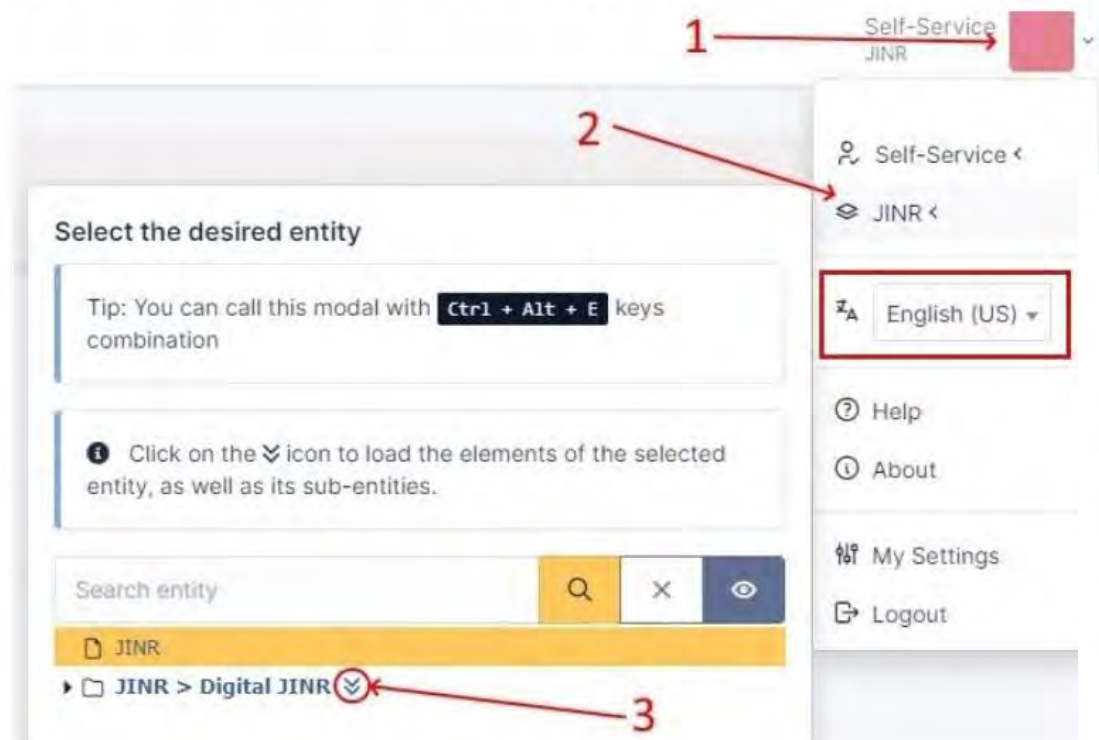 1
Self-Service
JINR
2
Self-Service
JINR
English (US)
Help
About
My Settings
Logout
Select the desired entity
Tip: You can call this modal with Ctrl + Alt + E keys
combination
Click on the icon to load the elements of the selected
entity, as well as its sub-entities.
Search entity
JINR
JINR > Digital JINR
3